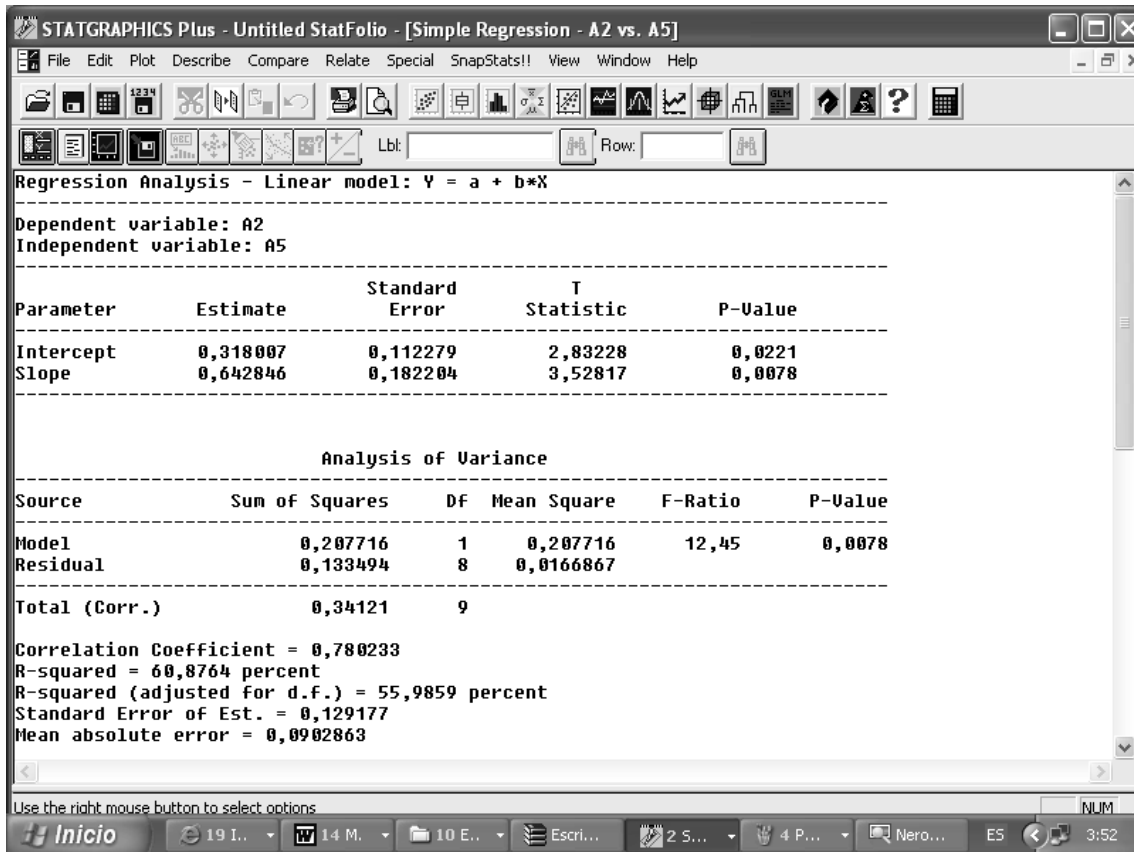 STATGRAPHICS Plus - Untitled StatFolio - [Simple Regression - A2 vs. A5]
File Edit Plot Describe Compare Relate Special SnapStats!! View Window Help
1234
GLM
ABC
Lbl: Row:
Regression Analysis - Linear model: Y = a + b*X
Dependent variable: A2
Independent variable: A5
Standard T
Parameter Estimate Error Statistic P-Value
Intercept 0,318007 0,112279 2,83228 0,0221
Slope 0,642846 0,182204 3,52817 0,0078
Analysis of Variance
Source Sum of Squares Df Mean Square F-Ratio P-Value
Model 0,207716 1 0,207716 12,45 0,0078
Residual 0,133494 8 0,0166867
Total (Corr.) 0,34121 9
Correlation Coefficient = 0,780233
R-squared = 60,8764 percent
R-squared (adjusted for d.f.) = 55,9859 percent
Standard Error of Est. = 0,129177
Mean absolute error = 0,0902863
Use the right mouse button to select options NUM
Inicio 19 I.. 14 M. 10 E.. Escri... 2 S... 4 P... Nero... ES 3:52